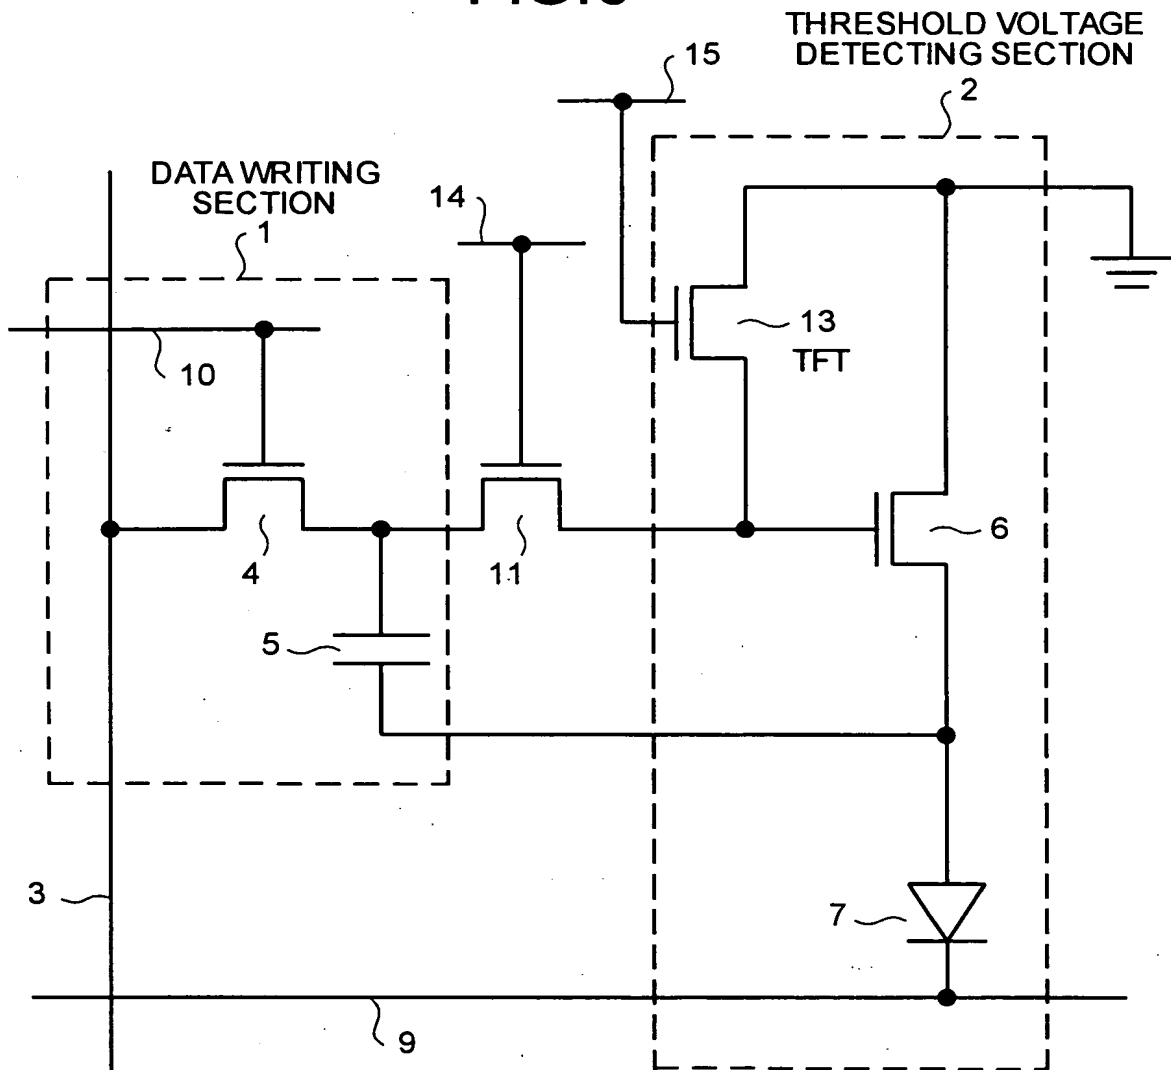 THRESHOLD VOLTAGE
DETECTING SECTION
15
2
DATA WRITING
SECTION
1
14
13
TFT
10
4
11
6
5
3
7
9